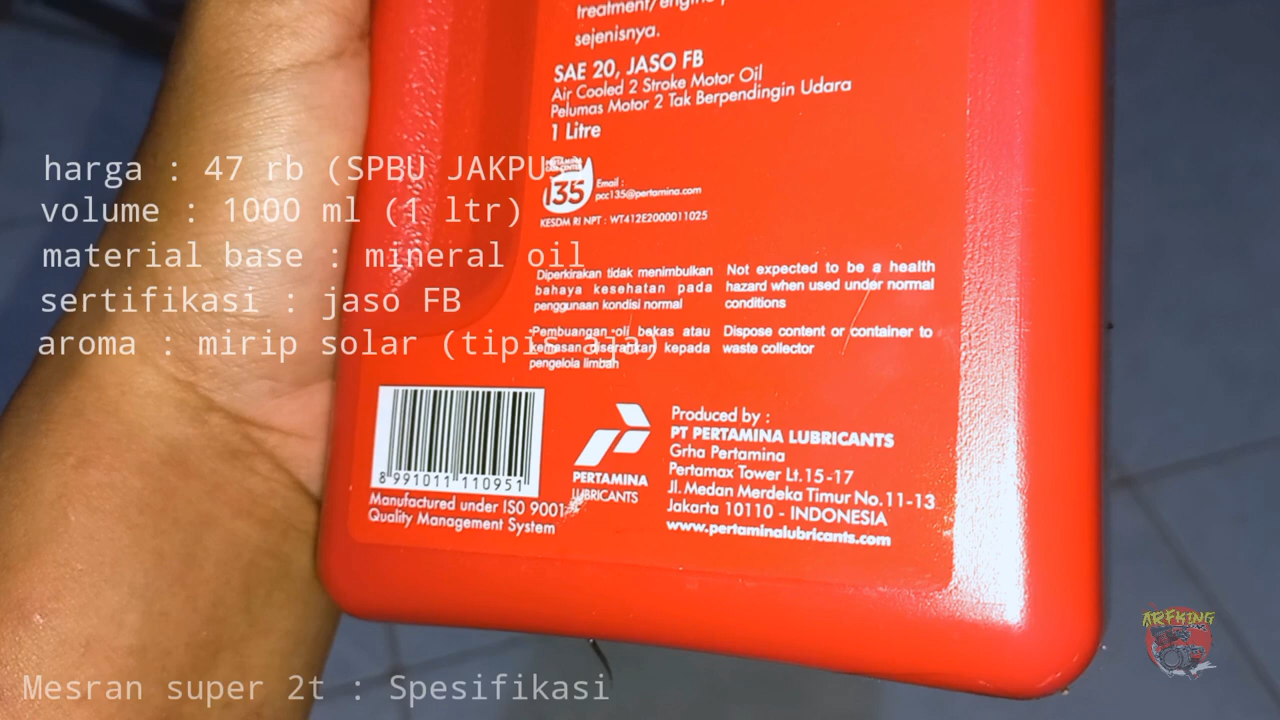 treatment/engine
sejenisnya.
SAE 20, JASO FB
Air Cooled 2 Stroke Motor Oil
Pelumas Motor 2 Tak Berpendingin Udara
1 Litre
harga : 47 rb (SPBU JAKPUS)
volume : 1000 ml (1 ltr)
material base : mineral oil
sertifikasi : jaso FB
aroma : mirip solar (tipis aja)
135
Email :
pcc135@pertamina.com
KESDM RI NPT : WT412E2000011025
Diperkirakan tidak menimbulkan
bahaya kesehatan pada
penggunaan kondisi normal
Not expected to be a health
hazard when used under normal
conditions
Pembuangan oli bekas atau
kemasan diserahkan kepada
pengelola limbah
Dispose content or container to
waste collector
8 991011 110951
Manufactured under ISO 9001
Quality Management System
PERTAMINA
LUBRICANTS
Produced by :
PT PERTAMINA LUBRICANTS
Grha Pertamina
Pertamax Tower Lt.15-17
Jl. Medan Merdeka Timur No.11-13
Jakarta 10110 - INDONESIA
www.pertaminalubricants.com
ARFKING
Mesran super 2t : Spesifikasi